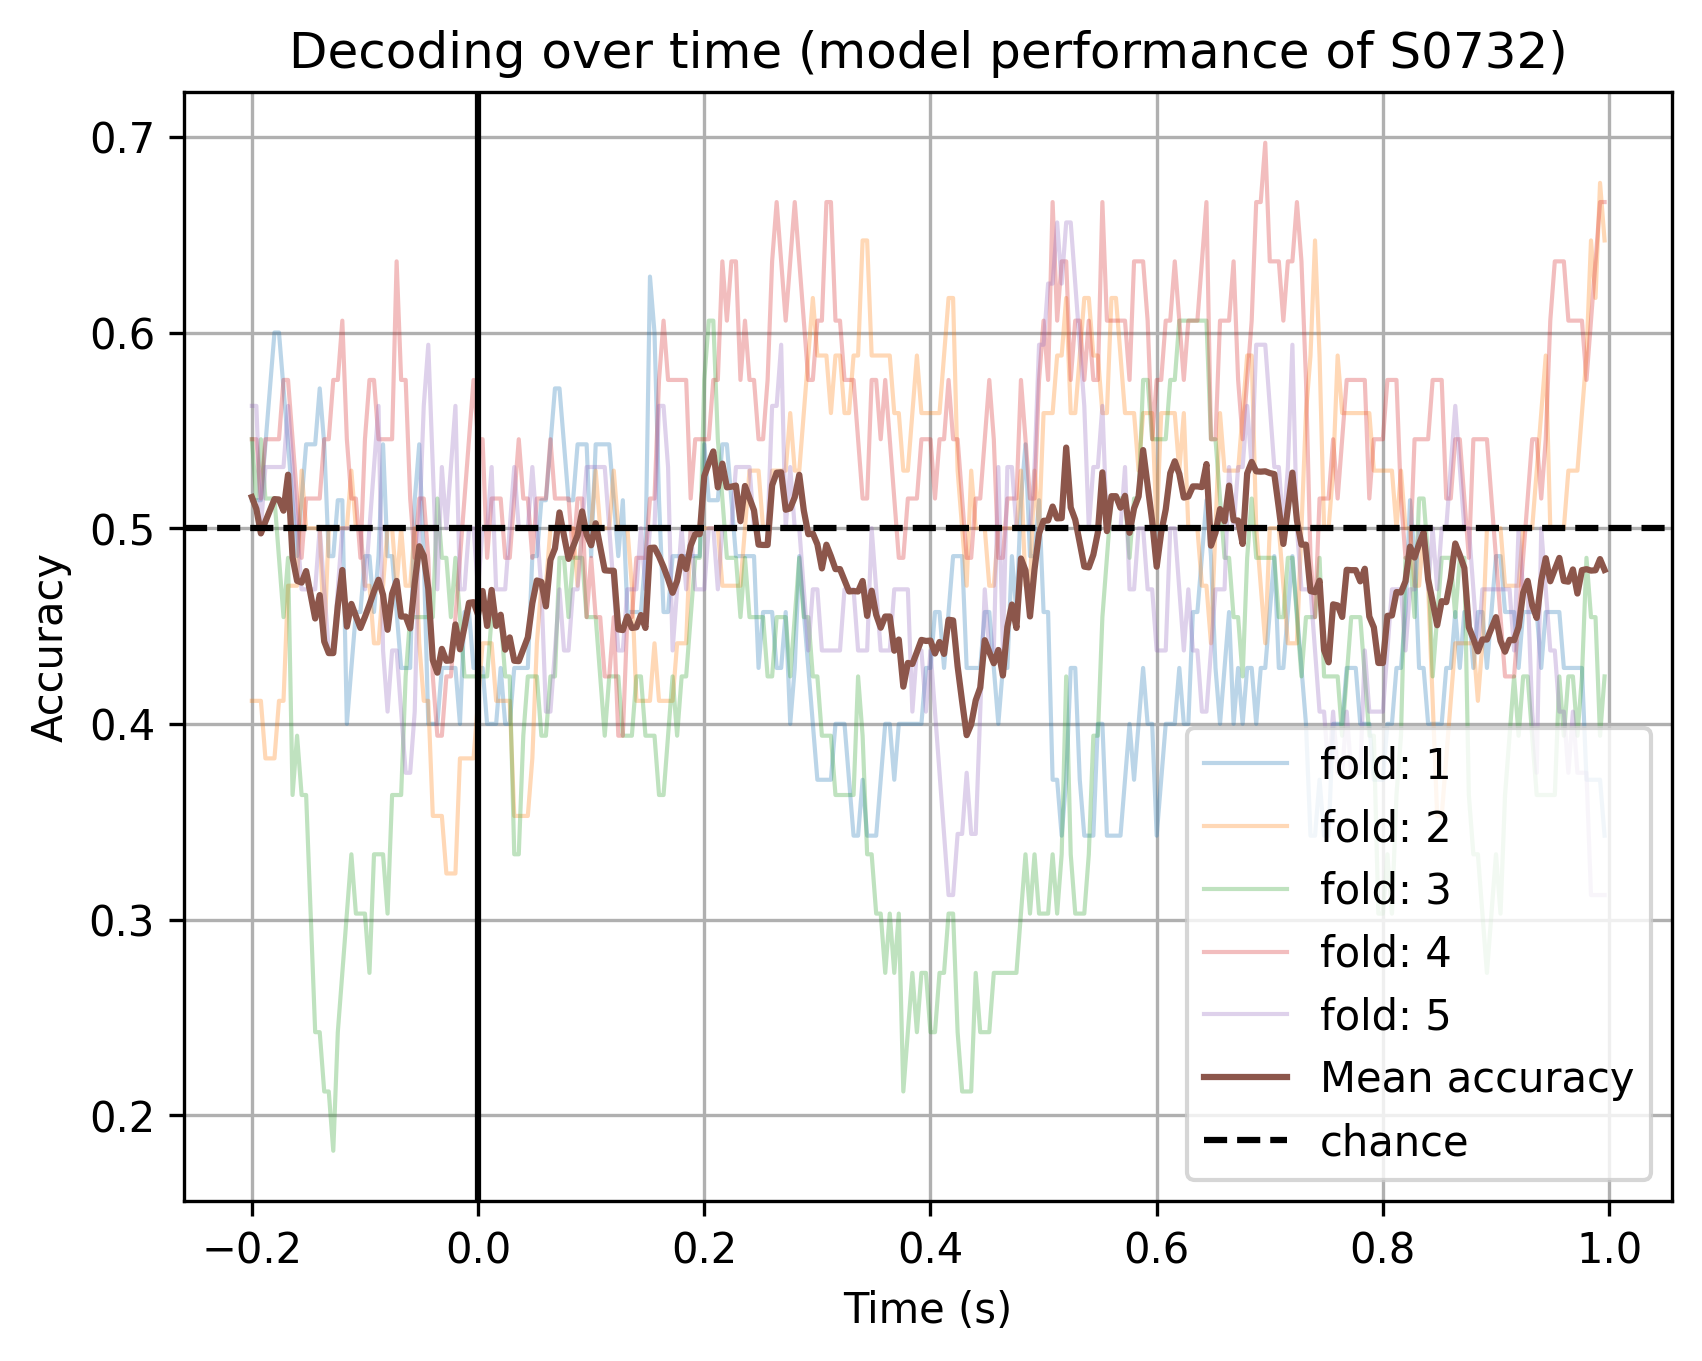 Decoding over time (model performance of S0732)
Accuracy
0.7
0.6
0.5
0.4
0.3
0.2
−0.2
0.0
0.2
0.4
0.6
0.8
1.0
Time (s)
fold: 1
fold: 2
fold: 3
fold: 4
fold: 5
Mean accuracy
chance